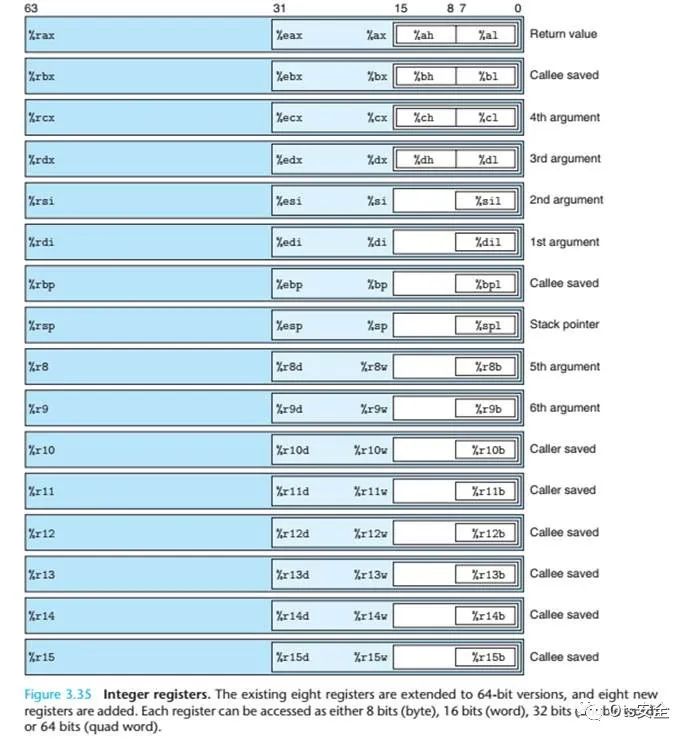 63 31 15 8 7 0
%rax %eax %ax %ah %al Return value
%rbx %ebx %bx %bh %bl Callee saved
%rcx %ecx %cx %ch %cl 4th argument
%rdx %edx %dx %dh %dl 3rd argument
%rsi %esi %si %sil 2nd argument
%rdi %edi %di %dil 1st argument
%rbp %ebp %bp %bpl Callee saved
%rsp %esp %sp %spl Stack pointer
%r8 %r8d %r8w %r8b 5th argument
%r9 %r9d %r9w %r9b 6th argument
%r10 %r10d %r10w %r10b Caller saved
%r11 %r11d %r11w %r11b Caller saved
%r12 %r12d %r12w %r12b Callee saved
%r13 %r13d %r13w %r13b Callee saved
%r14 %r14d %r14w %r14b Callee saved
%r15 %r15d %r15w %r15b Callee saved
Figure 3.35 Integer registers. The existing eight registers are extended to 64-bit versions, and eight new
registers are added. Each register can be accessed as either 8 bits (byte), 16 bits (word), 32 bits
Ots安全
or 64 bits (quad word).